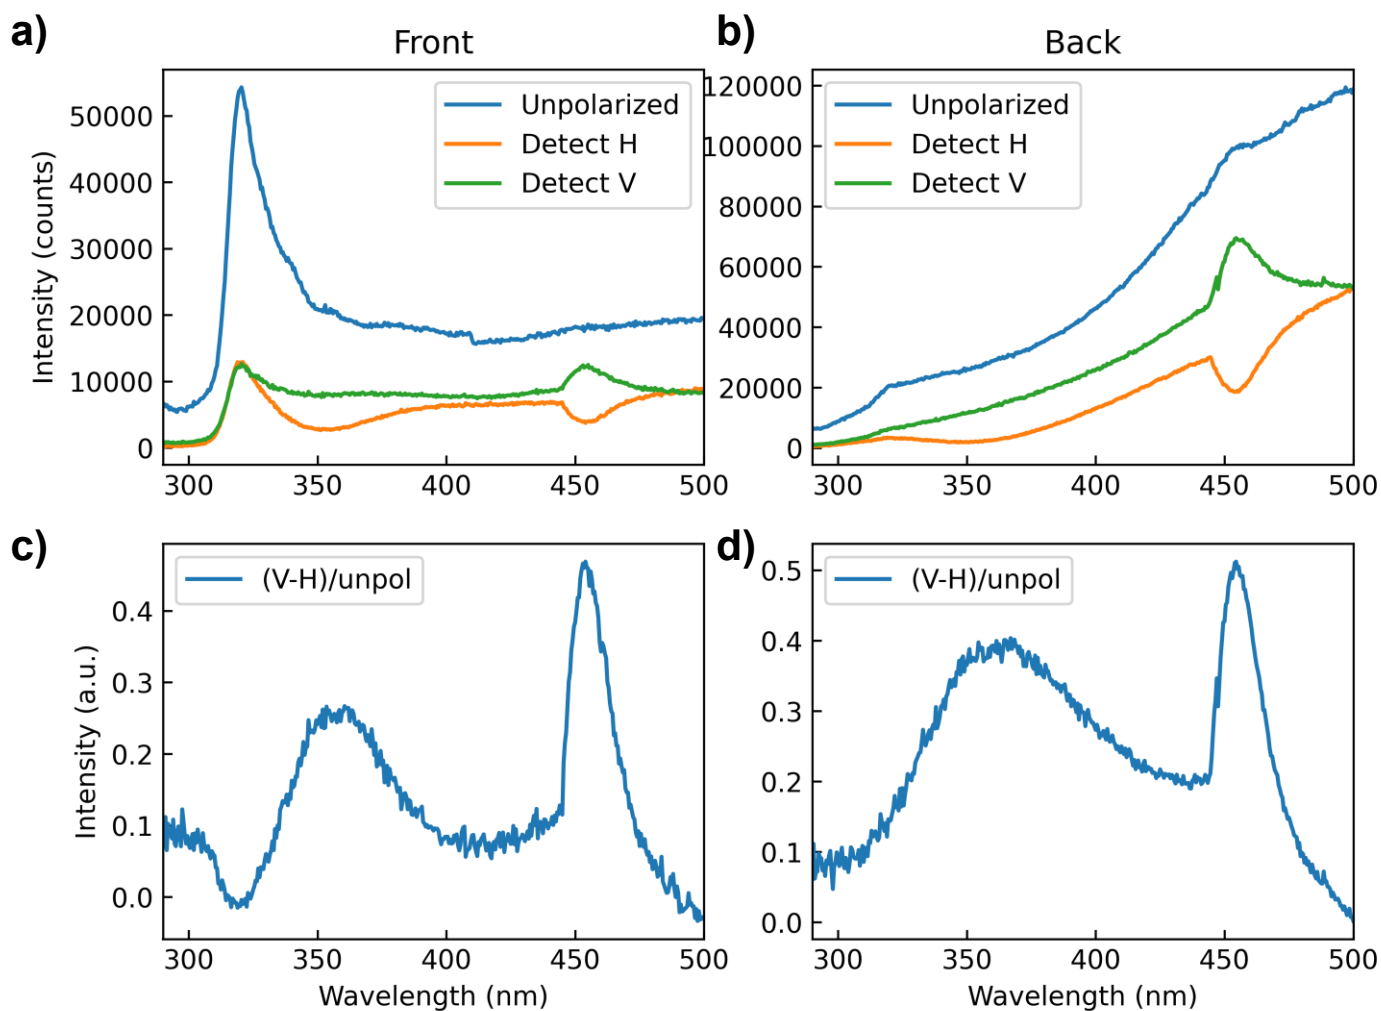 a)
Front
Intensity (counts)
50000
40000
30000
20000
10000
0
Unpolarized
Detect H
Detect V
300
350
400
450
500
b)
Back
120000
100000
80000
60000
40000
20000
0
Unpolarized
Detect H
Detect V
300
350
400
450
500
c)
Intensity (a.u.)
0.4
0.3
0.2
0.1
0.0
(V-H)/unpol
300
350
400
450
500
Wavelength (nm)
d)
0.5
0.4
0.3
0.2
0.1
0.0
(V-H)/unpol
300
350
400
450
500
Wavelength (nm)